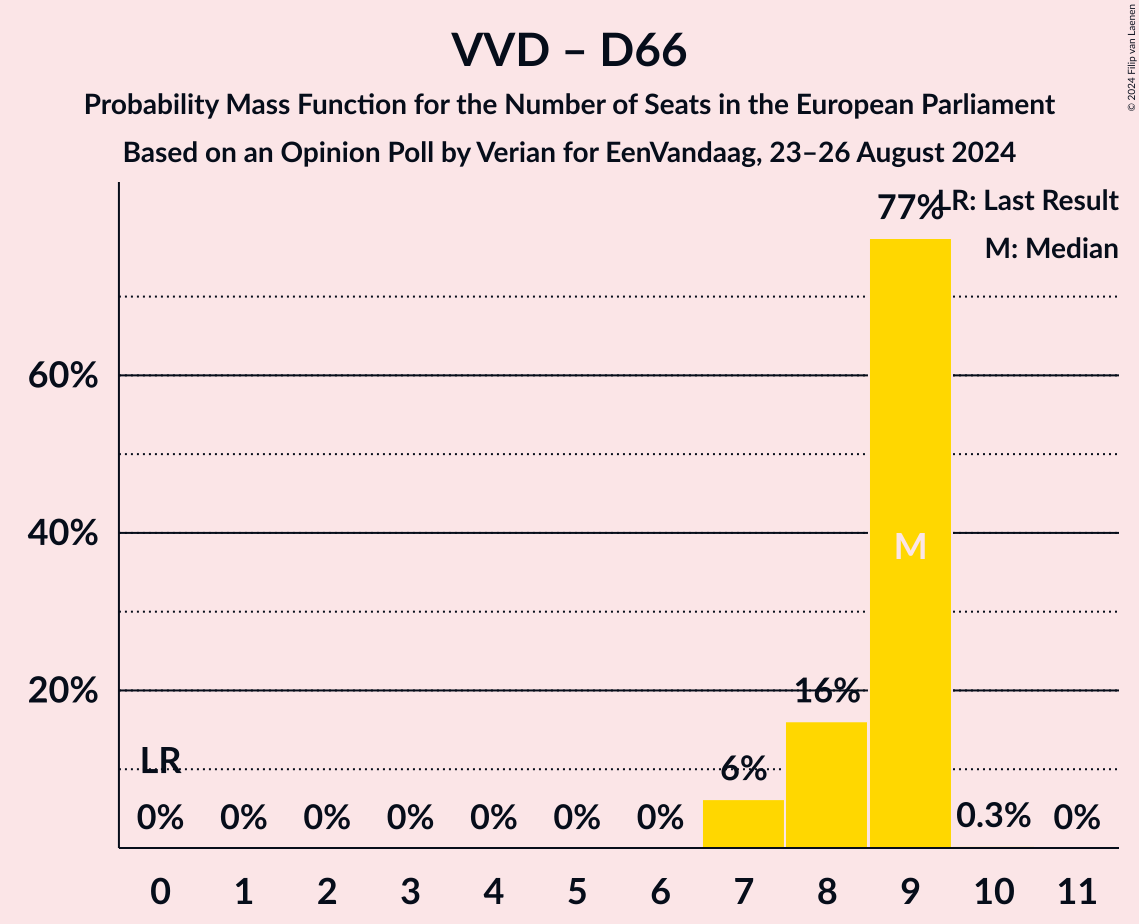 VVD – D66
Probability Mass Function for the Number of Seats in the European Parliament
Based on an Opinion Poll by Verian for EenVandaag, 23–26 August 2024
© 2024 Filip van Laenen
LR: Last Result
M: Median
77%
60%
40%
M
20%
16%
LR
6%
0% 0% 0% 0% 0% 0% 0% 0.3% 0%
0 1 2 3 4 5 6 7 8 9 10 11